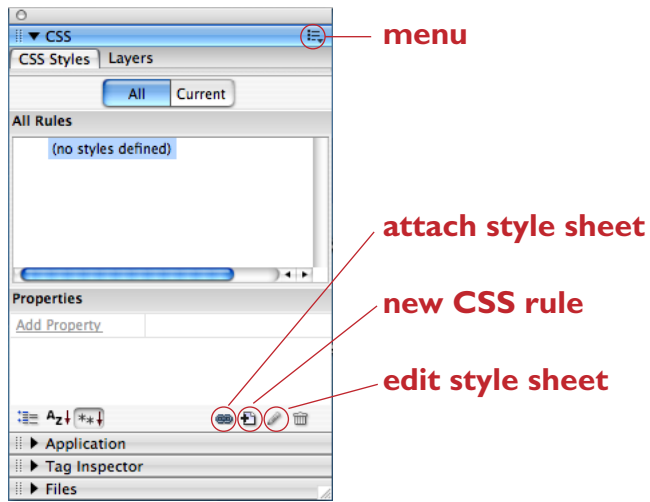 CSS
menu
CSS Styles Layers
All Current
All Rules
(no styles defined)
attach style sheet
Properties
new CSS rule
Add Property
edit style sheet
Az
**
Application
Tag Inspector
Files